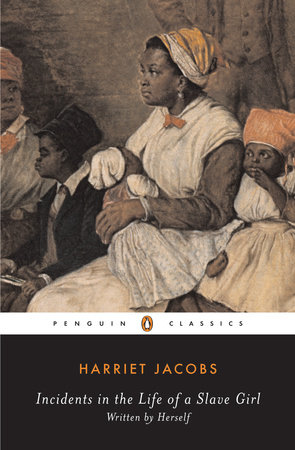 PENGUIN CLASSICS
HARRIET JACOBS
Incidents in the Life of a Slave Girl
Written by Herself